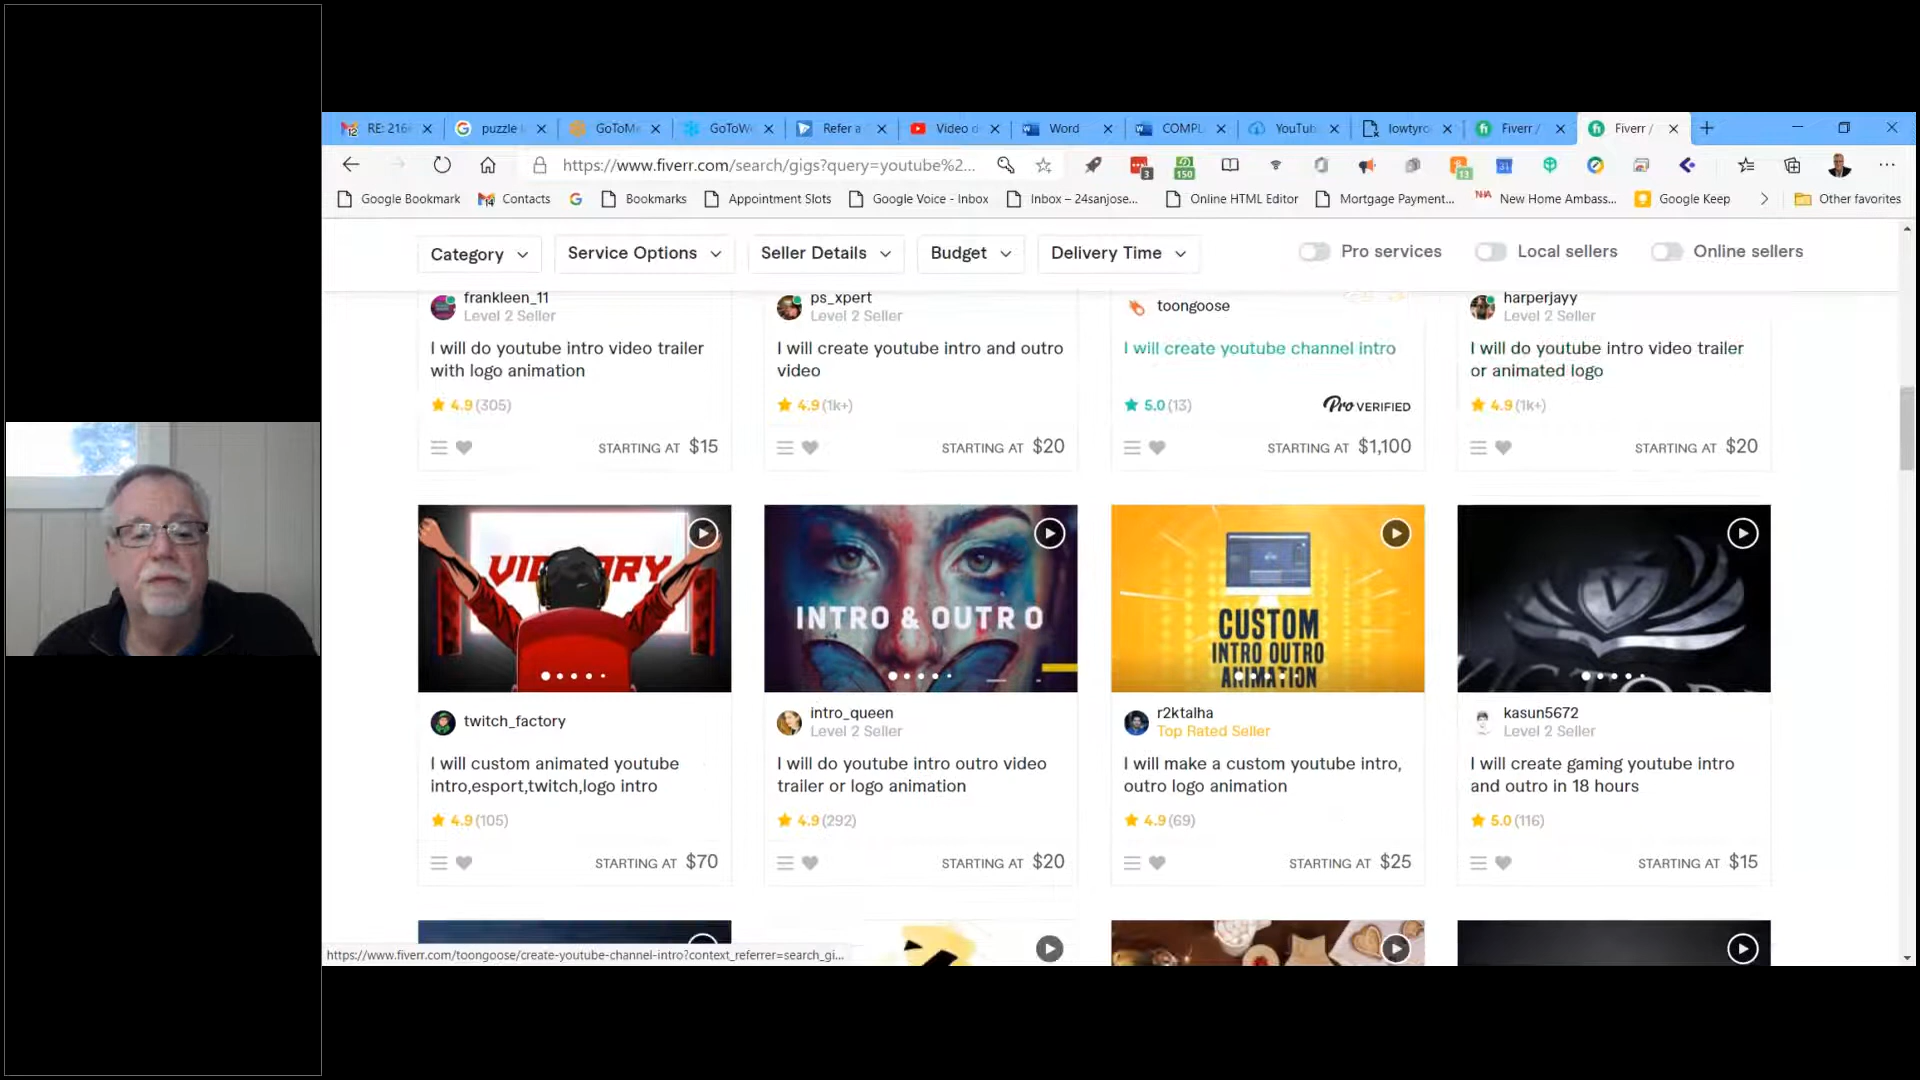 RE: 216
puzzle
GoToMe
GoToWe
Refer a
Video d
Word
COMPL
YouTub
lowtyro
Fiverr /
Fiverr /
https://www.fiverr.com/search/gigs?query=youtube%2...
3
150
13
Google Bookmark
Contacts
Bookmarks
Appointment Slots
Google Voice - Inbox
Inbox – 24sanjose...
Online HTML Editor
Mortgage Payment...
NHA
New Home Ambass...
Google Keep
Other favorites
Category
Service Options
Seller Details
Budget
Delivery Time
Pro services
Local sellers
Online sellers
frankleen_11
Level 2 Seller
I will do youtube intro video trailer
with logo animation
4.9 (305)
STARTING AT $15
ps_xpert
Level 2 Seller
I will create youtube intro and outro
video
4.9 (1k+)
STARTING AT $20
toongoose
I will create youtube channel intro
5.0 (13)
Pro VERIFIED
STARTING AT $1,100
harperjayy
Level 2 Seller
I will do youtube intro video trailer
or animated logo
4.9 (1k+)
STARTING AT $20
twitch_factory
I will custom animated youtube
intro,esport,twitch,logo intro
4.9 (105)
STARTING AT $70
INTRO & OUTRO
intro_queen
Level 2 Seller
I will do youtube intro outro video
trailer or logo animation
4.9 (292)
STARTING AT $20
CUSTOM
INTRO OUTRO
ANIMATION
r2ktalha
Top Rated Seller
I will make a custom youtube intro,
outro logo animation
4.9 (69)
STARTING AT $25
V
kasun5672
Level 2 Seller
I will create gaming youtube intro
and outro in 18 hours
5.0 (116)
STARTING AT $15
https://www.fiverr.com/toongoose/create-youtube-channel-intro?context_referrer=search_gi...